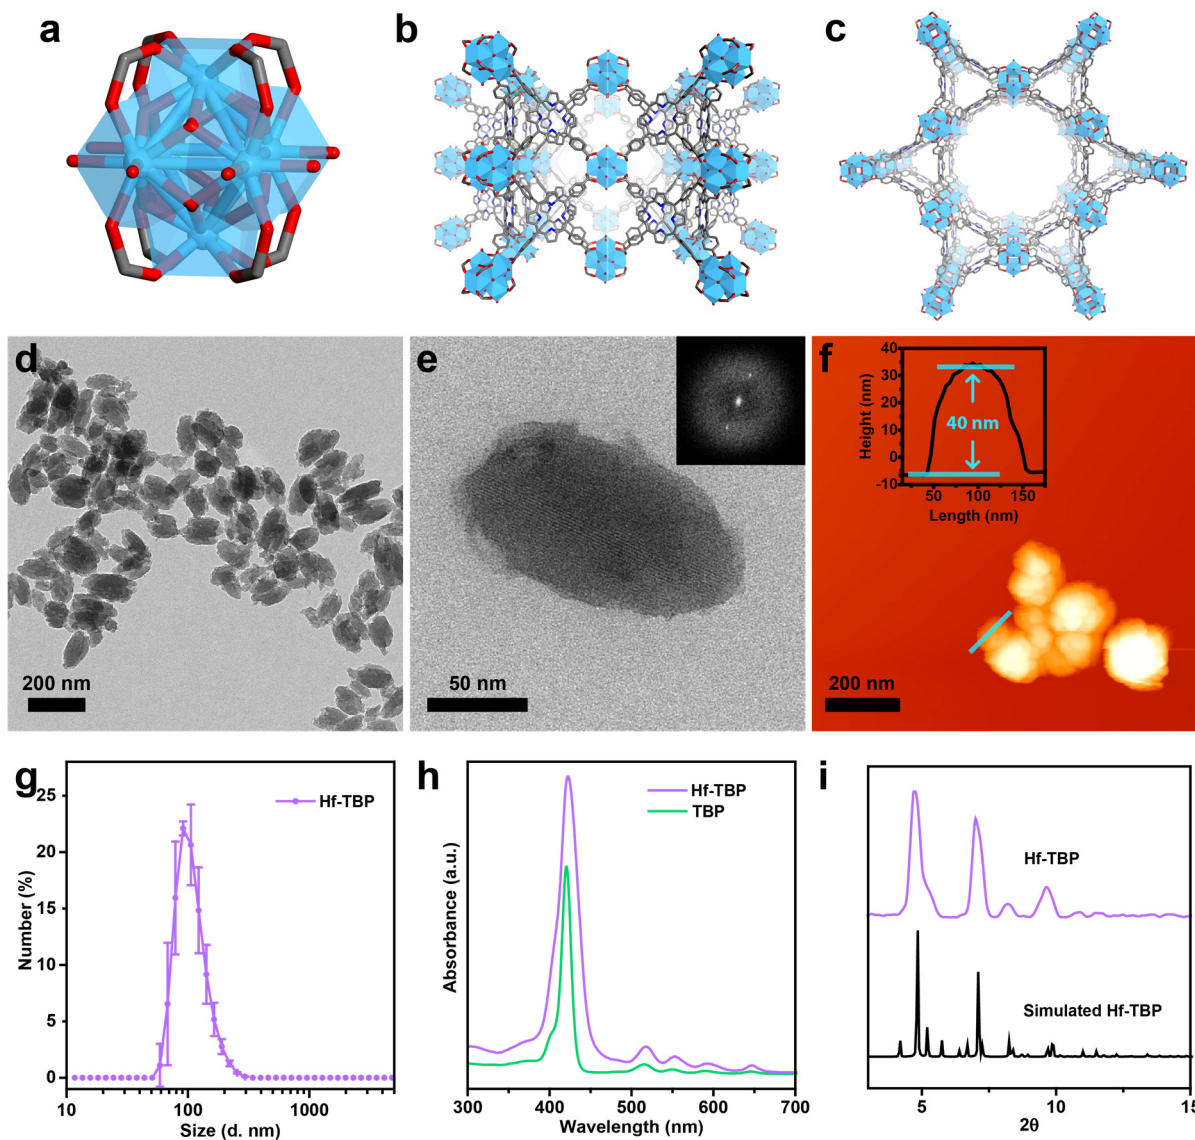 a
b
c
d
200 nm
e
50 nm
f
Height (nm)
40
30
20
10
0
-10
40 nm
50
100
150
Length (nm)
200 nm
g
Number (%)
25
20
15
10
5
0
Hf-TBP
10
100
1000
Size (d. nm)
h
Absorbance (a.u.)
Hf-TBP
TBP
300
400
500
600
700
Wavelength (nm)
i
Hf-TBP
Simulated Hf-TBP
5
10
15
2θ